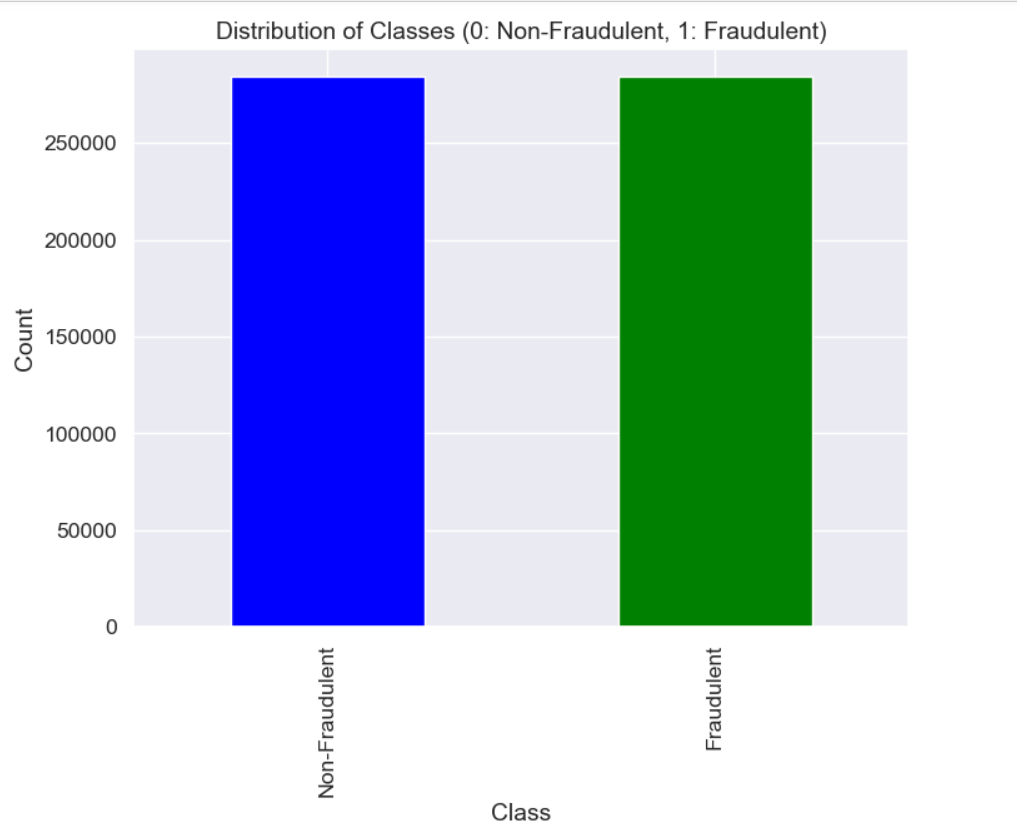 Distribution of Classes (0: Non-Fraudulent, 1: Fraudulent)
250000
200000
150000
100000
50000
0
Count
Non-Fraudulent
Fraudulent
Class